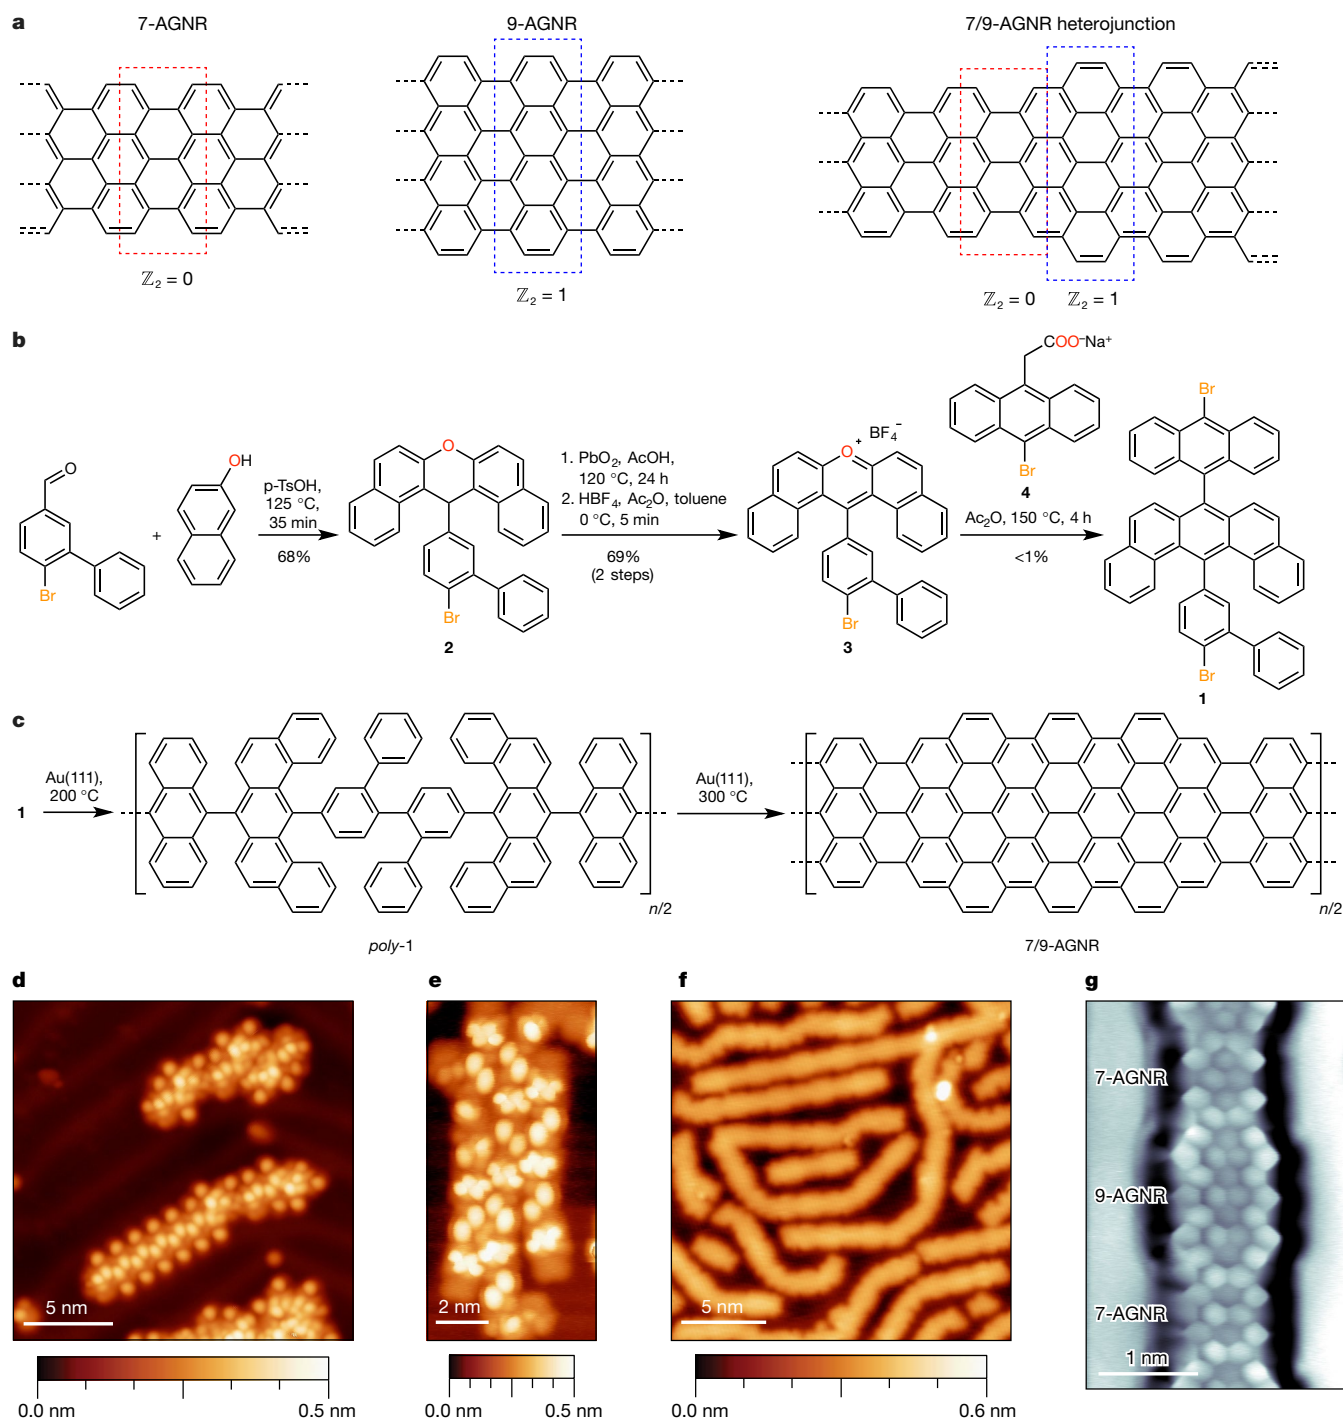 a
7-AGNR
9-AGNR
7/9-AGNR heterojunction
ℤ₂ = 0
ℤ₂ = 1
ℤ₂ = 0
ℤ₂ = 1
b
O
Br
+
OH
p-TsOH,
125 °C,
35 min
68%
O
Br
2
1. PbO₂, AcOH,
120 °C, 24 h
2. HBF₄, Ac₂O, toluene
0 °C, 5 min
69%
(2 steps)
O
+
BF₄⁻
Br
3
COO⁻Na⁺
Br
4
Ac₂O, 150 °C, 4 h
<1%
Br
Br
1
c
1
Au(111),
200 °C
n/2
poly-1
Au(111),
300 °C
n/2
7/9-AGNR
d
5 nm
0.0 nm
0.5 nm
e
2 nm
0.0 nm
0.5 nm
f
5 nm
0.0 nm
0.6 nm
g
7-AGNR
9-AGNR
7-AGNR
1 nm